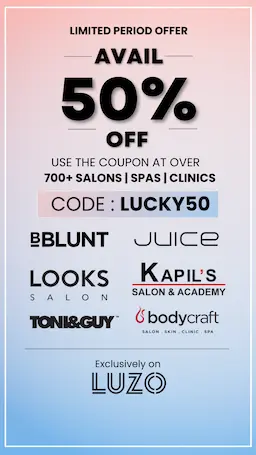 LIMITED PERIOD OFFER
AVAIL
50%
OFF
USE THE COUPON AT OVER
700+ SALONS | SPAS | CLINICS
CODE : LUCKY50
BBLUNT
JUICE
LOOKS
SALON
KAPIL'S
SALON & ACADEMY
TONI&GUY™
bodycraft
SALON . SKIN . CLINIC . SPA
Exclusively on
LUZO